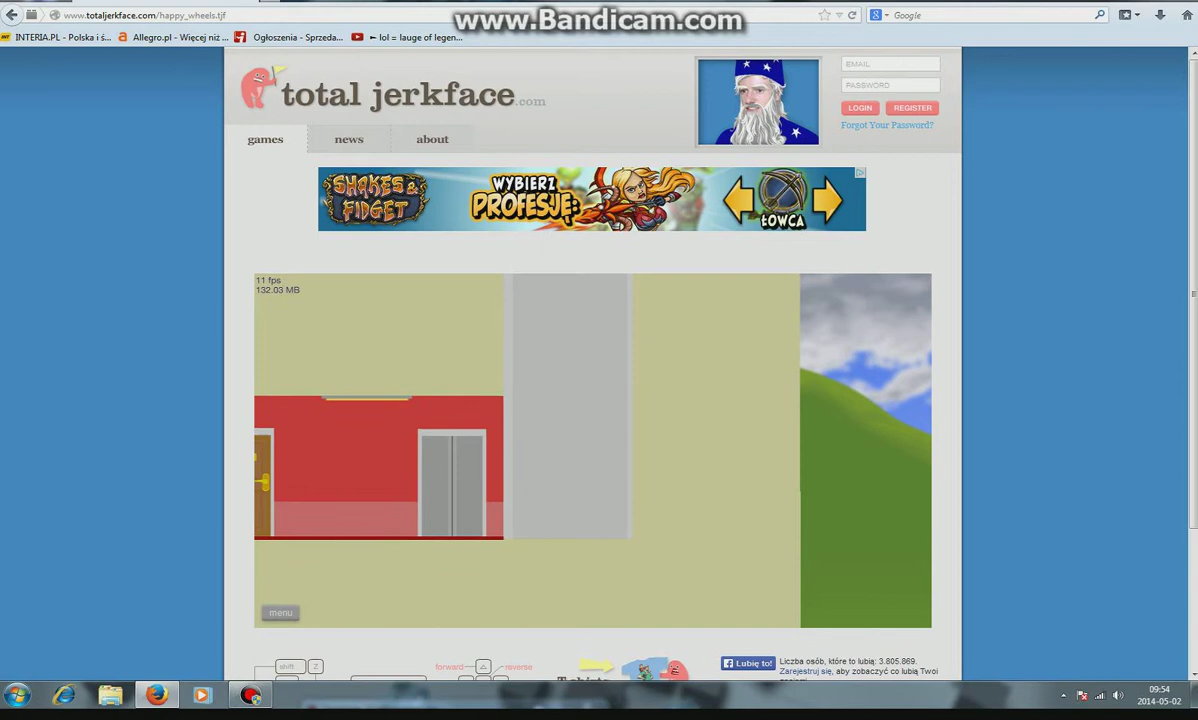 www.Bandicam.com
www.totaljerkface.com/happy_wheels.tjf
Google
INTERIA.PL - Polska i ś...
Allegro.pl - Więcej niż ...
Ogłoszenia - Sprzeda...
► lol = lauge of legen...
total jerkface.com
EMAIL
PASSWORD
LOGIN
REGISTER
Forgot Your Password?
games
news
about
SHAKES & FIDGET
WYBIERZ PROFESJĘ:
ŁOWCA
11 fps
132.03 MB
menu
shift
Z
forward
reverse
Lubię to!
Liczba osób, które to lubią: 3.805.869.
Zarejestruj się, aby zobaczyć co lubią Twoi
09:54
2014-05-02